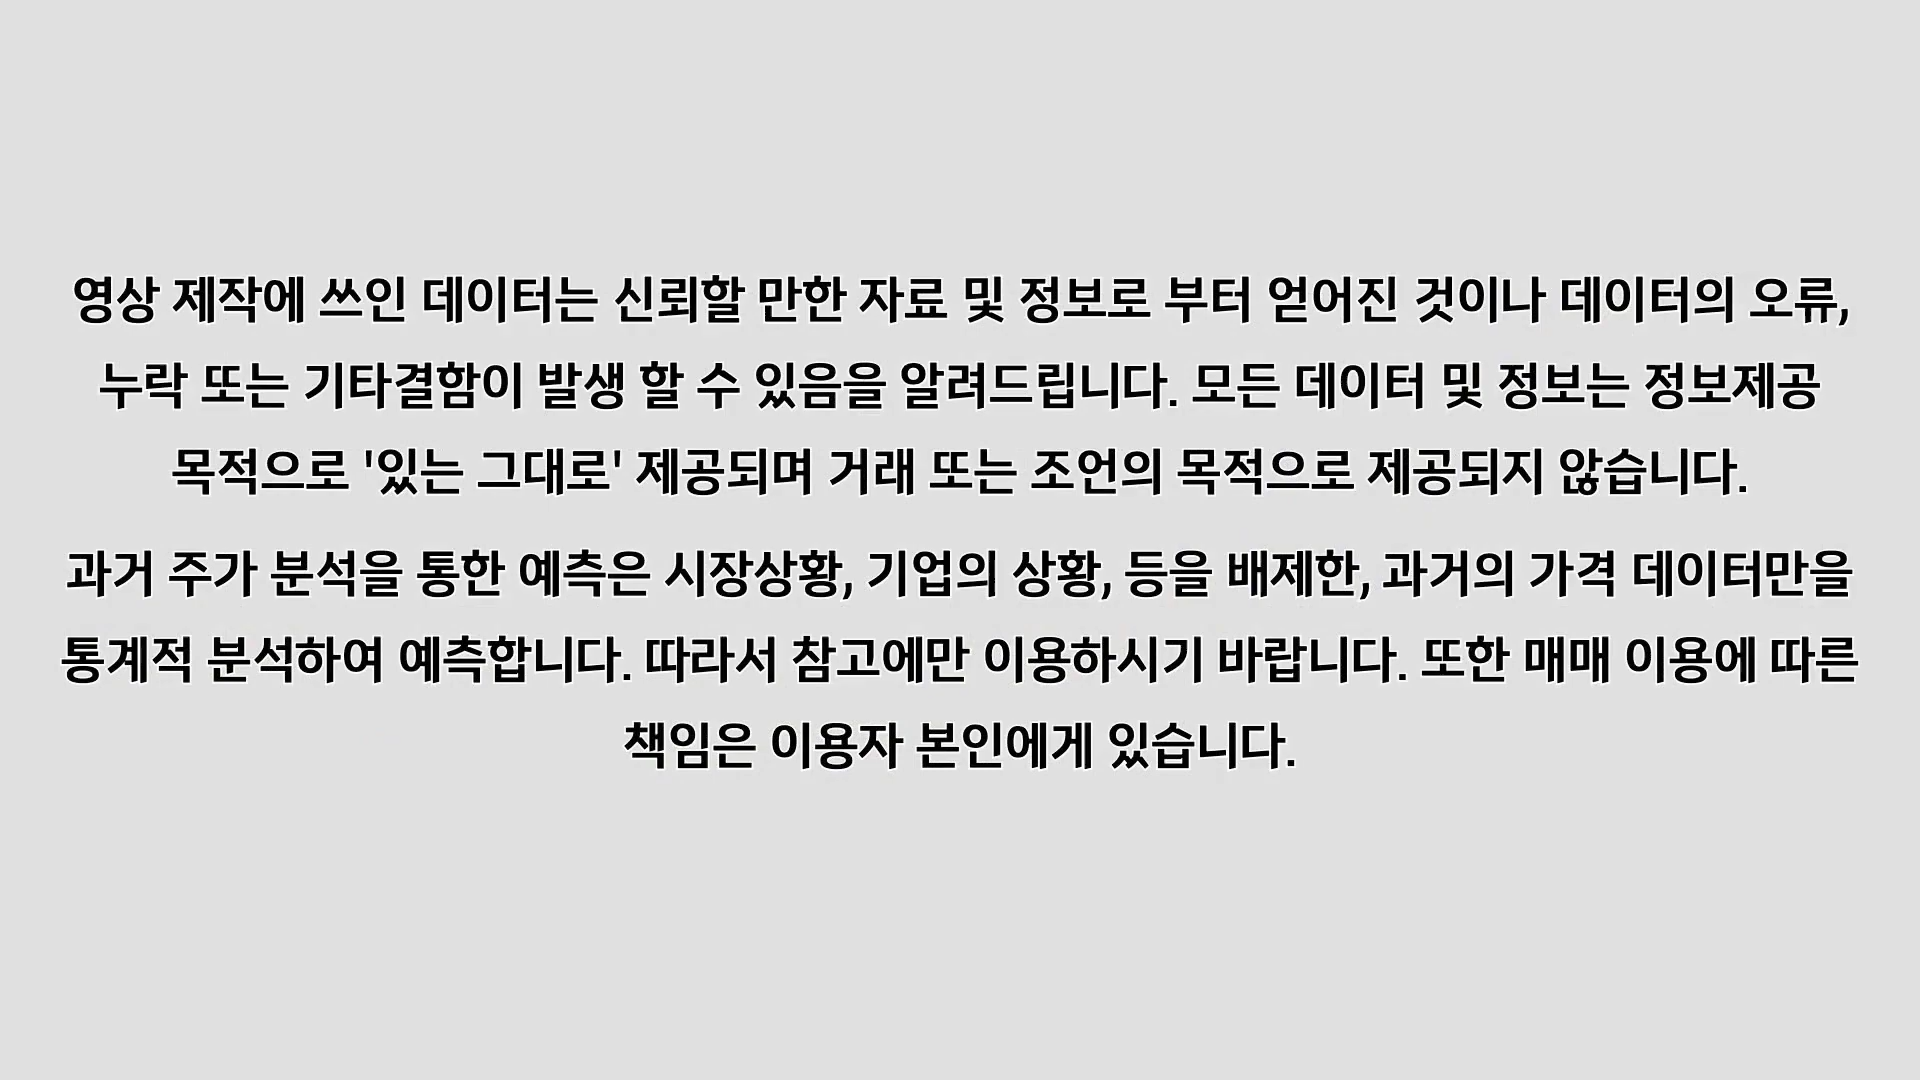 영상 제작에 쓰인 데이터는 신뢰할 만한 자료 및 정보로 부터 얻어진 것이나 데이터의 오류,
누락 또는 기타결함이 발생 할 수 있음을 알려드립니다. 모든 데이터 및 정보는 정보제공
목적으로 '있는 그대로' 제공되며 거래 또는 조언의 목적으로 제공되지 않습니다.
과거 주가 분석을 통한 예측은 시장상황, 기업의 상황, 등을 배제한, 과거의 가격 데이터만을
통계적 분석하여 예측합니다. 따라서 참고에만 이용하시기 바랍니다. 또한 매매 이용에 따른
책임은 이용자 본인에게 있습니다.